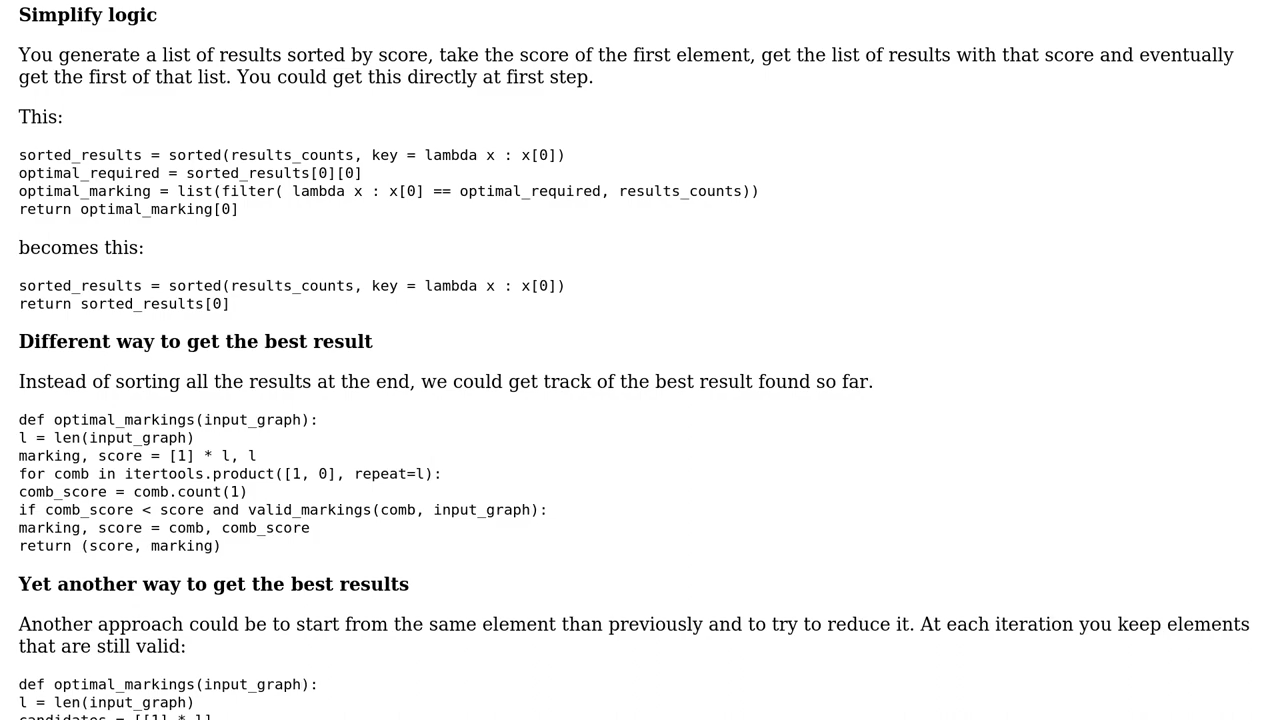 Simplify logic
You generate a list of results sorted by score, take the score of the first element, get the list of results with that score and eventually
get the first of that list. You could get this directly at first step.
This:
sorted_results = sorted(results_counts, key = lambda x : x[0])
optimal_required = sorted_results[0][0]
optimal_marking = list(filter( lambda x : x[0] == optimal_required, results_counts))
return optimal_marking[0]
becomes this:
sorted_results = sorted(results_counts, key = lambda x : x[0])
return sorted_results[0]
Different way to get the best result
Instead of sorting all the results at the end, we could get track of the best result found so far.
def optimal_markings(input_graph):
l = len(input_graph)
marking, score = [1] * l, l
for comb in itertools.product([1, 0], repeat=l):
comb_score = comb.count(1)
if comb_score < score and valid_markings(comb, input_graph):
marking, score = comb, comb_score
return (score, marking)
Yet another way to get the best results
Another approach could be to start from the same element than previously and to try to reduce it. At each iteration you keep elements
that are still valid:
def optimal_markings(input_graph):
l = len(input_graph)
candidates = [[1] * l]